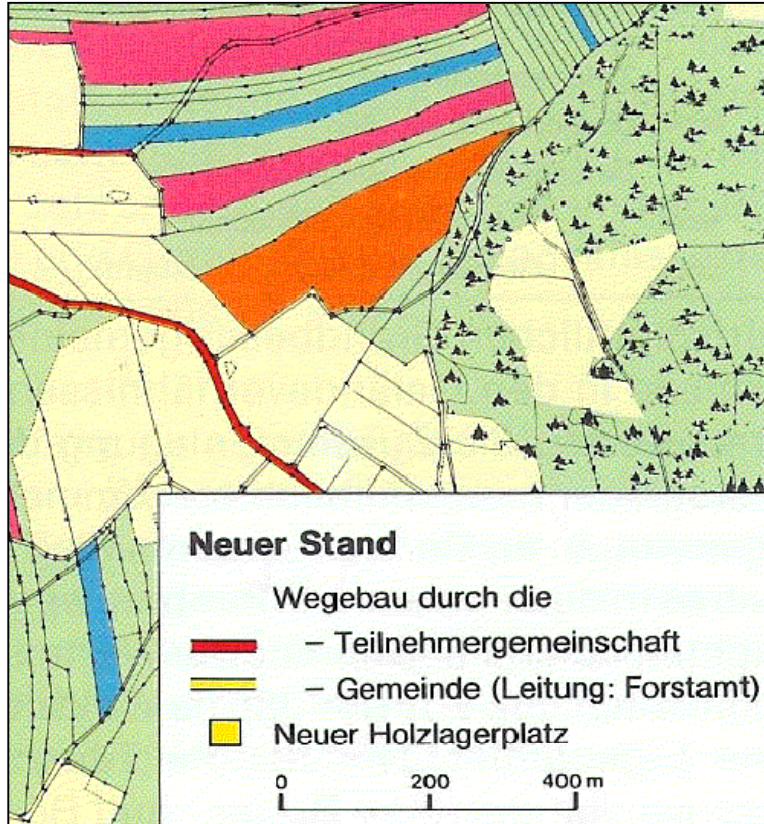 Neuer Stand
Wegebau durch die
– Teilnehmergemeinschaft
– Gemeinde (Leitung: Forstamt)
Neuer Holzlagerplatz
0 200 400 m